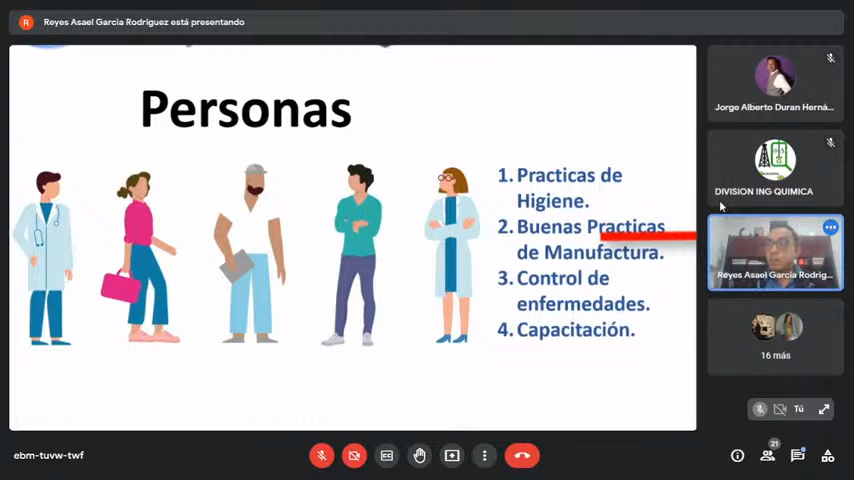 R
Reyes Asael Garcia Rodriguez está presentando
Personas
1. Practicas de
Higiene.
2. Buenas Practicas
de Manufactura.
3. Control de
enfermedades.
4. Capacitación.
Jorge Alberto Duran Herná...
DIVISION ING QUIMICA
Reyes Asael Garcia Rodrig...
16 más
Tú
ebm-tuvw-twf
21